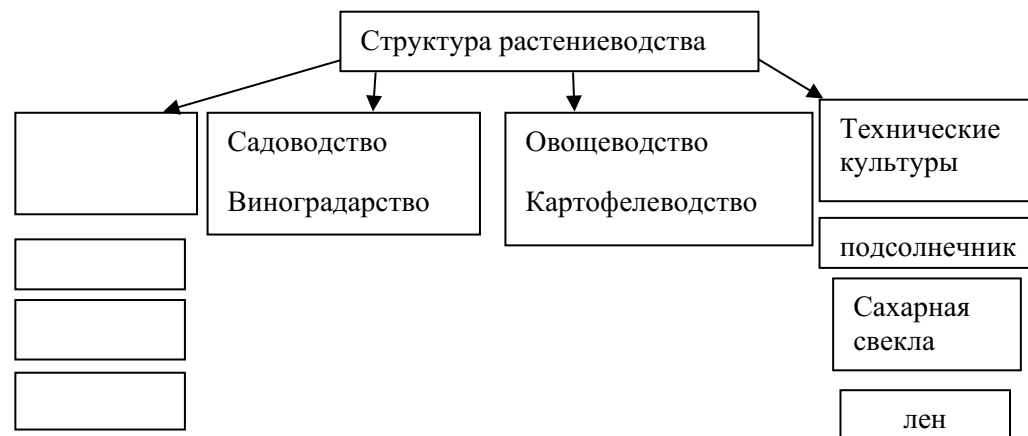 Структура растениеводства
Садоводство
Виноградарство
Овощеводство
Картофелеводство
Технические
культуры
подсолнечник
Сахарная
свекла
лен